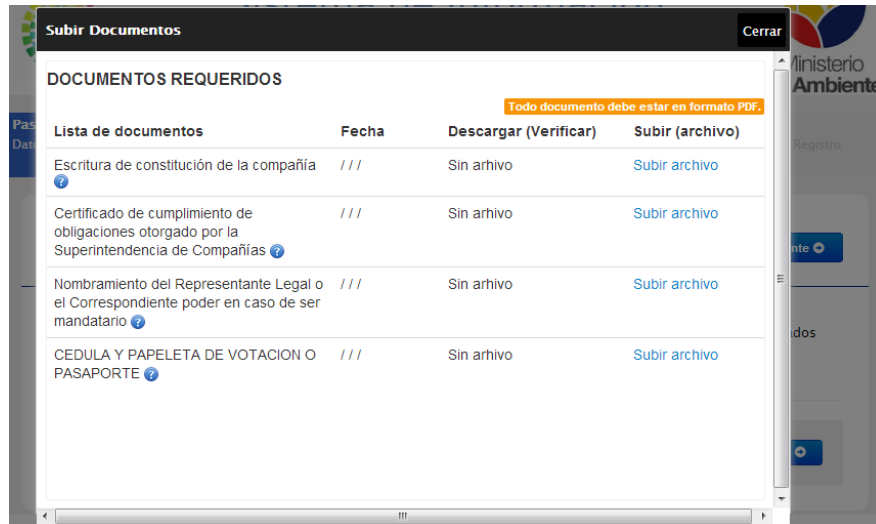 Subir Documentos
Cerrar
Ministerio
Ambiente
DOCUMENTOS REQUERIDOS
Todo documento debe estar en formato PDF.
Lista de documentos Fecha Descargar (Verificar) Subir (archivo)
Registro
Escritura de constitución de la compañía / / / Sin arhivo Subir archivo
Certificado de cumplimiento de / / / Sin arhivo Subir archivo
obligaciones otorgado por la
Superintendencia de Compañías
Nombramiento del Representante Legal o / / / Sin arhivo Subir archivo
el Correspondiente poder en caso de ser
mandatario
CEDULA Y PAPELETA DE VOTACION O / / / Sin arhivo Subir archivo
PASAPORTE